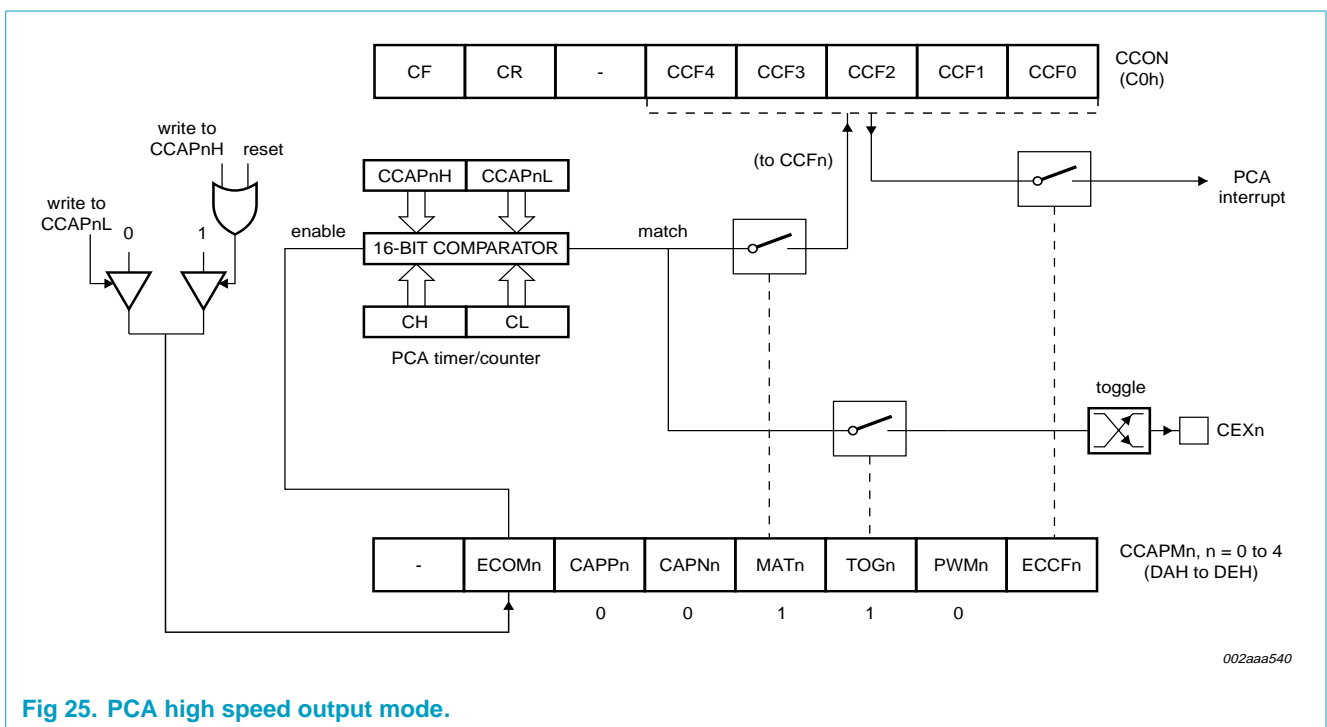 CF CR - CCF4 CCF3 CCF2 CCF1 CCF0
CCON
(C0h)
write to
CCAPnH
reset
write to
CCAPnL
0
1
(to CCFn)
CCAPnH CCAPnL
PCA
interrupt
enable
16-BIT COMPARATOR
match
CH CL
PCA timer/counter
toggle
CEXn
- ECOMn CAPPn CAPNn MATn TOGn PWMn ECCFn
CCAPMn, n = 0 to 4
(DAH to DEH)
0 0 1 1 0
002aaa540
Fig 25. PCA high speed output mode.